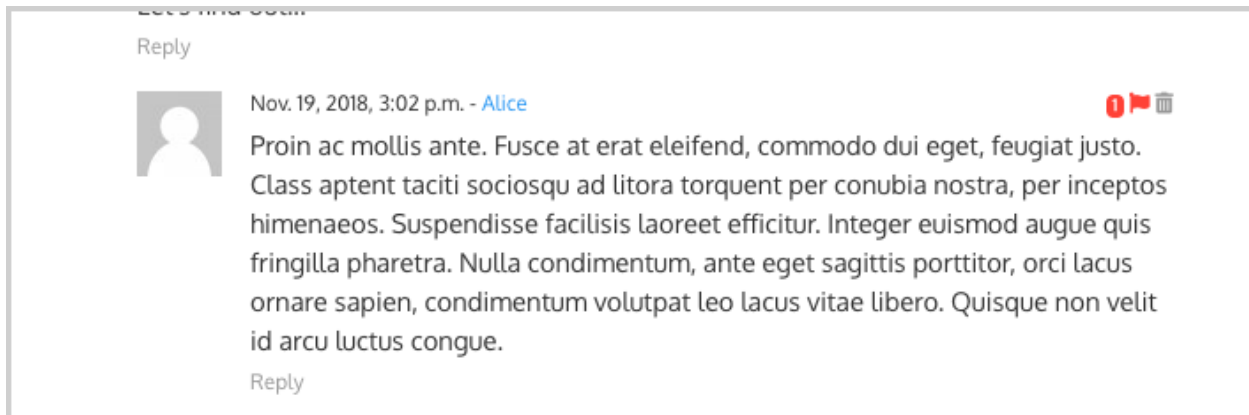 Reply
Nov. 19, 2018, 3:02 p.m. - Alice
1
Proin ac mollis ante. Fusce at erat eleifend, commodo dui eget, feugiat justo.
Class aptent taciti sociosqu ad litora torquent per conubia nostra, per inceptos
himenaeos. Suspendisse facilisis laoreet efficitur. Integer euismod augue quis
fringilla pharetra. Nulla condimentum, ante eget sagittis porttitor, orci lacus
ornare sapien, condimentum volutpat leo lacus vitae libero. Quisque non velit
id arcu luctus congue.
Reply